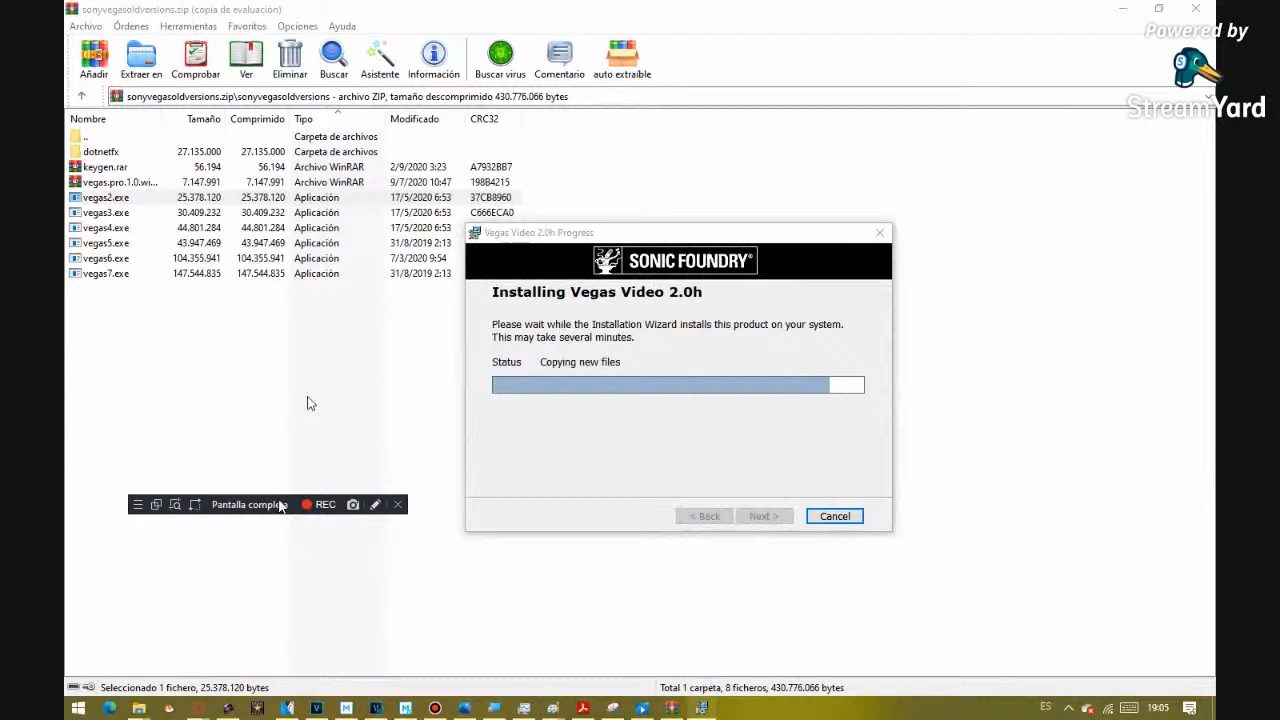 sonyvegasoldversions.zip (copia de evaluación)
Archivo Órdenes Herramientas Favoritos Opciones Ayuda
Powered by
StreamYard
Añadir Extraer en Comprobar Ver Eliminar Buscar Asistente Información Buscar virus Comentario auto extraíble
sonyvegasoldversions.zip\sonyvegasoldversions - archivo ZIP, tamaño descomprimido 430.776.066 bytes
Nombre Tamaño Comprimido Tipo Modificado CRC32
.. Carpeta de archivos
dotnetfx 27.135.000 27.135.000 Carpeta de archivos
keygen.rar 56.194 56.194 Archivo WinRAR 2/9/2020 3:23 A7932BB7
vegas.pro.1.0.wi... 7.147.991 7.147.991 Archivo WinRAR 9/7/2020 10:47 198B4215
vegas2.exe 25.378.120 25.378.120 Aplicación 17/5/2020 6:53 37CB8960
vegas3.exe 30.409.232 30.409.232 Aplicación 17/5/2020 6:53 C666ECA0
vegas4.exe 44.801.284 44.801.284 Aplicación 17/5/2020 6:53
vegas5.exe 43.947.469 43.947.469 Aplicación 31/8/2019 2:13
vegas6.exe 104.355.941 104.355.941 Aplicación 7/3/2020 9:54
vegas7.exe 147.544.835 147.544.835 Aplicación 31/8/2019 2:13
Vegas Video 2.0h Progress
SONIC FOUNDRY®
Installing Vegas Video 2.0h
Please wait while the Installation Wizard installs this product on your system.
This may take several minutes.
Status Copying new files
< Back Next > Cancel
Pantalla completa REC
Seleccionado 1 fichero, 25.378.120 bytes
Total 1 carpeta, 8 ficheros, 430.776.066 bytes
ES 19:05